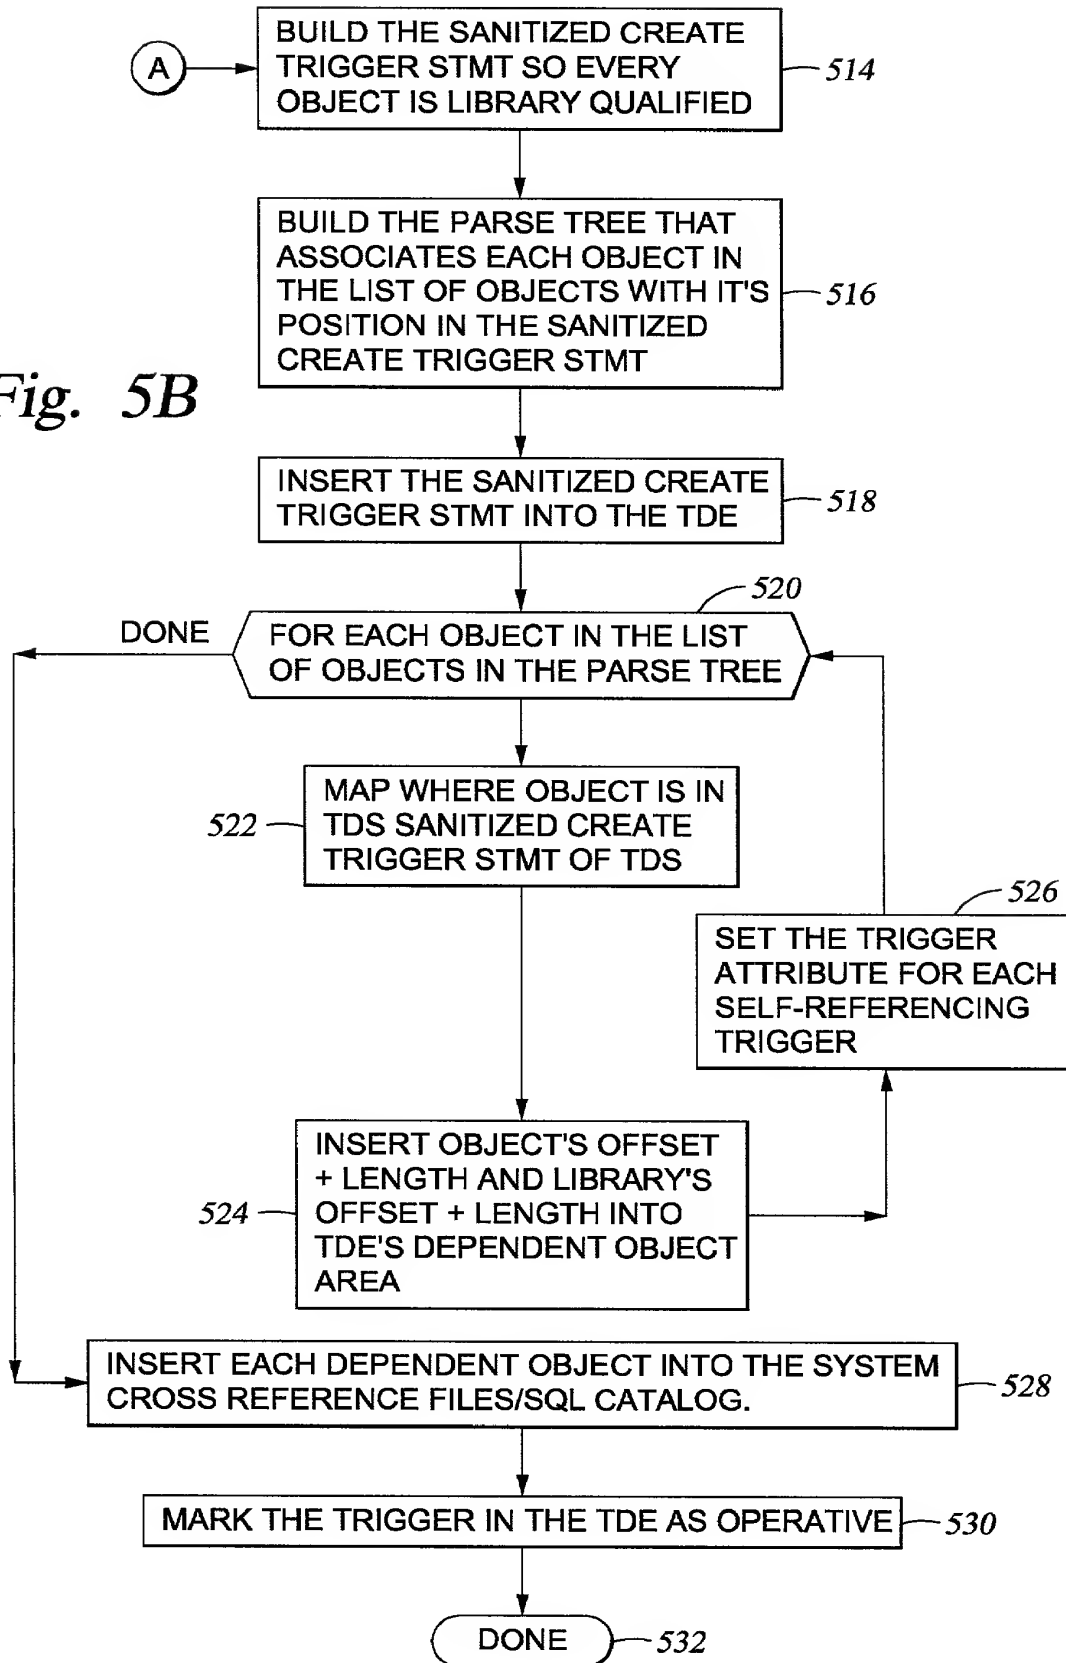 A
BUILD THE SANITIZED CREATE
TRIGGER STMT SO EVERY
OBJECT IS LIBRARY QUALIFIED
514
BUILD THE PARSE TREE THAT
ASSOCIATES EACH OBJECT IN
THE LIST OF OBJECTS WITH IT'S
POSITION IN THE SANITIZED
CREATE TRIGGER STMT
516
Fig. 5B
INSERT THE SANITIZED CREATE
TRIGGER STMT INTO THE TDE
518
520
DONE
FOR EACH OBJECT IN THE LIST
OF OBJECTS IN THE PARSE TREE
MAP WHERE OBJECT IS IN
TDS SANITIZED CREATE
TRIGGER STMT OF TDS
522
526
SET THE TRIGGER
ATTRIBUTE FOR EACH
SELF-REFERENCING
TRIGGER
INSERT OBJECT'S OFFSET
+ LENGTH AND LIBRARY'S
OFFSET + LENGTH INTO
TDE'S DEPENDENT OBJECT
AREA
524
INSERT EACH DEPENDENT OBJECT INTO THE SYSTEM
CROSS REFERENCE FILES/SQL CATALOG.
528
MARK THE TRIGGER IN THE TDE AS OPERATIVE
530
DONE
532